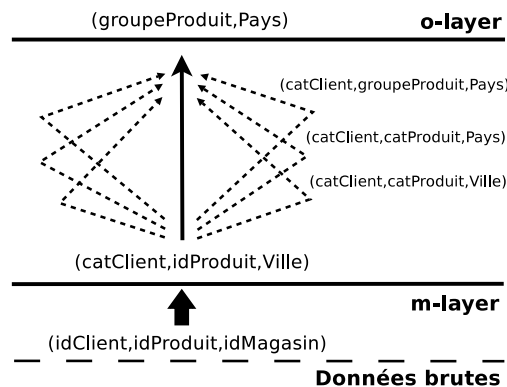 (groupeProduit,Pays)
o-layer
(catClient,groupeProduit,Pays)
(catClient,catProduit,Pays)
(catClient,catProduit,Ville)
(catClient,idProduit,Ville)
m-layer
(idClient,idProduit,idMagasin)
Données brutes